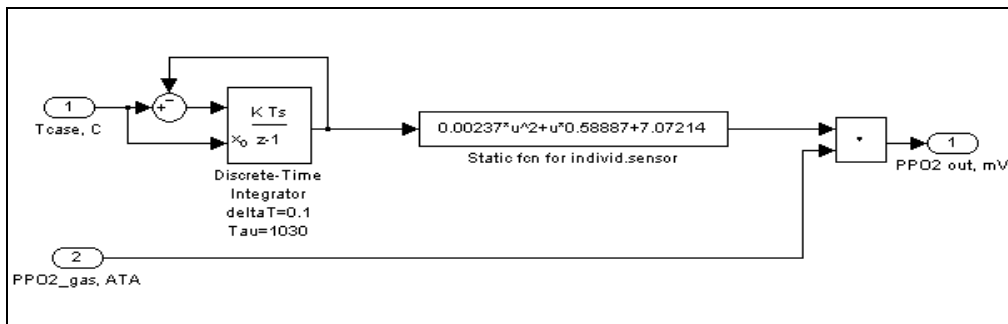 1
Tcase, C
+
−
K Ts
z-1
xo
Discrete-Time
Integrator
deltaT=0.1
Tau=1030
0.00237*u^2+u*0.58887+7.07214
Static fcn for individ.sensor
1
PPO2 out, mV
2
PPO2_gas, ATA